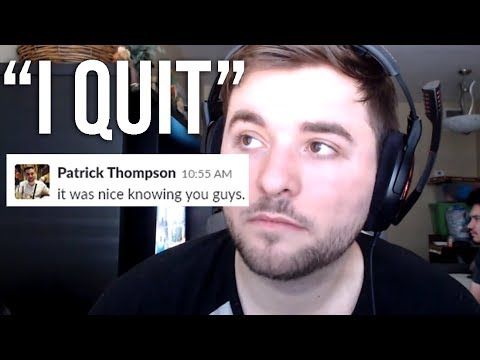 “I QUIT”
Patrick Thompson 10:55 AM
it was nice knowing you guys.